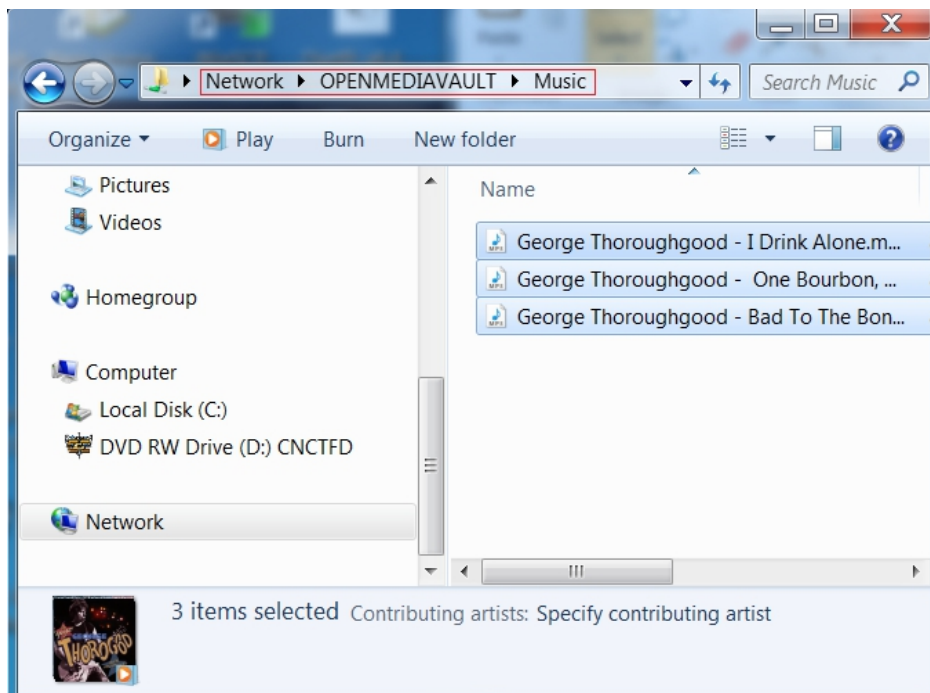 Network ▸ OPENMEDIAVAULT ▸ Music
Search Music
Organize Play Burn New folder
Pictures
Videos
Homegroup
Computer
Local Disk (C:)
DVD RW Drive (D:) CNCTFD
Network
Name
George Thoroughgood - I Drink Alone.m...
George Thoroughgood -  One Bourbon, ...
George Thoroughgood - Bad To The Bon...
3 items selected Contributing artists: Specify contributing artist
GEORGE
THOROGOOD